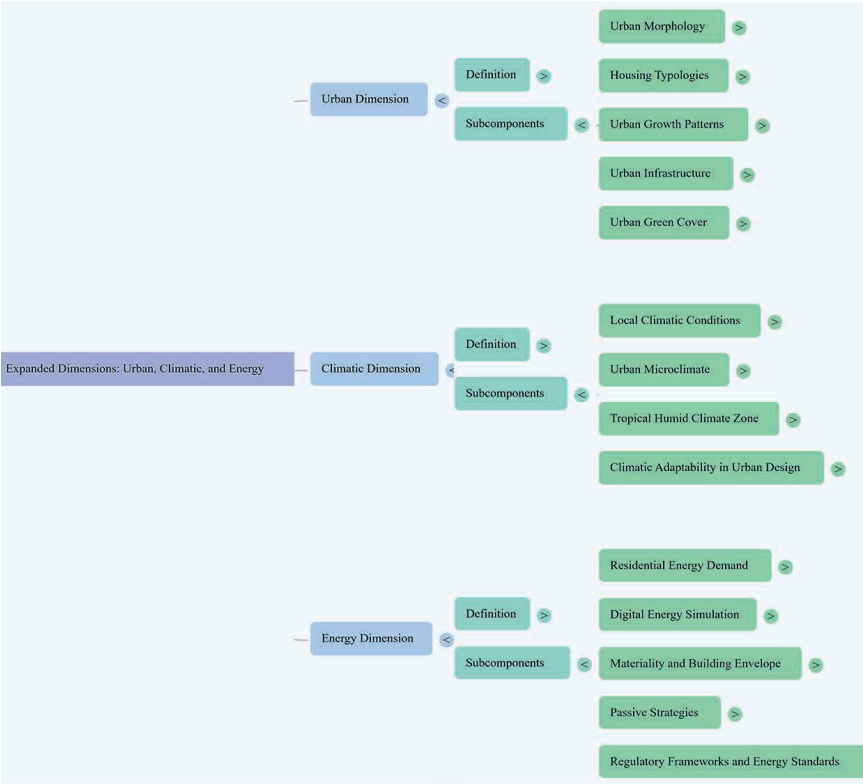 Expanded Dimensions: Urban, Climatic, and Energy
Urban Dimension <
Definition >
Subcomponents <
Urban Morphology >
Housing Typologies >
Urban Growth Patterns >
Urban Infrastructure >
Urban Green Cover >
Climatic Dimension <
Definition >
Subcomponents <
Local Climatic Conditions >
Urban Microclimate >
Tropical Humid Climate Zone >
Climatic Adaptability in Urban Design >
Energy Dimension <
Definition >
Subcomponents <
Residential Energy Demand >
Digital Energy Simulation >
Materiality and Building Envelope >
Passive Strategies >
Regulatory Frameworks and Energy Standards